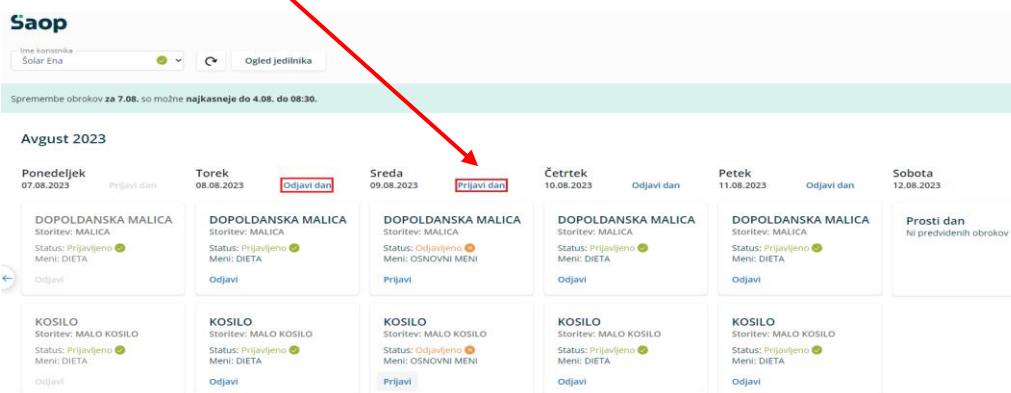 Saop
Ime koristnika
Šolar Ena
Ogled jedilnika
Spremembe obrokov za 7.08. so možne najkasneje do 4.08. do 08:30.
Avgust 2023
Ponedeljek
07.08.2023 Prijavi dan
DOPOLDANSKA MALICA
Storitev: MALICA
Status: Prijavljeno
Meni: DIETA
Odjavi
KOSILO
Storitev: MALO KOSILO
Status: Prijavljeno
Meni: DIETA
Odjavi
Torek
08.08.2023 Odjavi dan
DOPOLDANSKA MALICA
Storitev: MALICA
Status: Prijavljeno
Meni: DIETA
Odjavi
KOSILO
Storitev: MALO KOSILO
Status: Prijavljeno
Meni: DIETA
Odjavi
Sreda
09.08.2023 Prijavi dan
DOPOLDANSKA MALICA
Storitev: MALICA
Status: Odjavljeno
Meni: OSNOVNI MENI
Prijavi
KOSILO
Storitev: MALO KOSILO
Status: Odjavljeno
Meni: OSNOVNI MENI
Prijavi
Četrtek
10.08.2023 Odjavi dan
DOPOLDANSKA MALICA
Storitev: MALICA
Status: Prijavljeno
Meni: DIETA
Odjavi
KOSILO
Storitev: MALO KOSILO
Status: Prijavljeno
Meni: DIETA
Odjavi
Petek
11.08.2023 Odjavi dan
DOPOLDANSKA MALICA
Storitev: MALICA
Status: Prijavljeno
Meni: DIETA
Odjavi
KOSILO
Storitev: MALO KOSILO
Status: Prijavljeno
Meni: DIETA
Odjavi
Sobota
12.08.2023
Prosti dan
Ni predvidenih obrokov